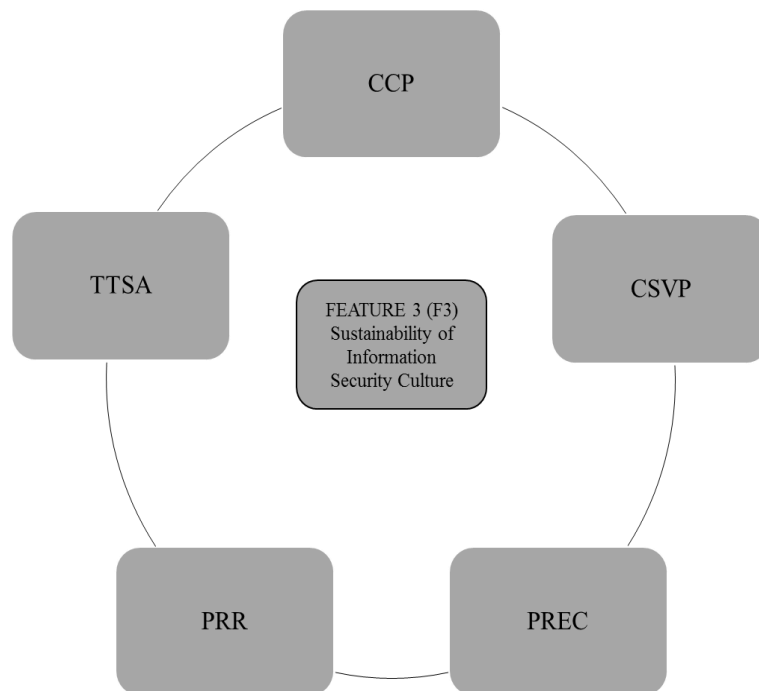 CCP
TTSA
CSVP
FEATURE 3 (F3)
Sustainability of
Information
Security Culture
PRR
PREC